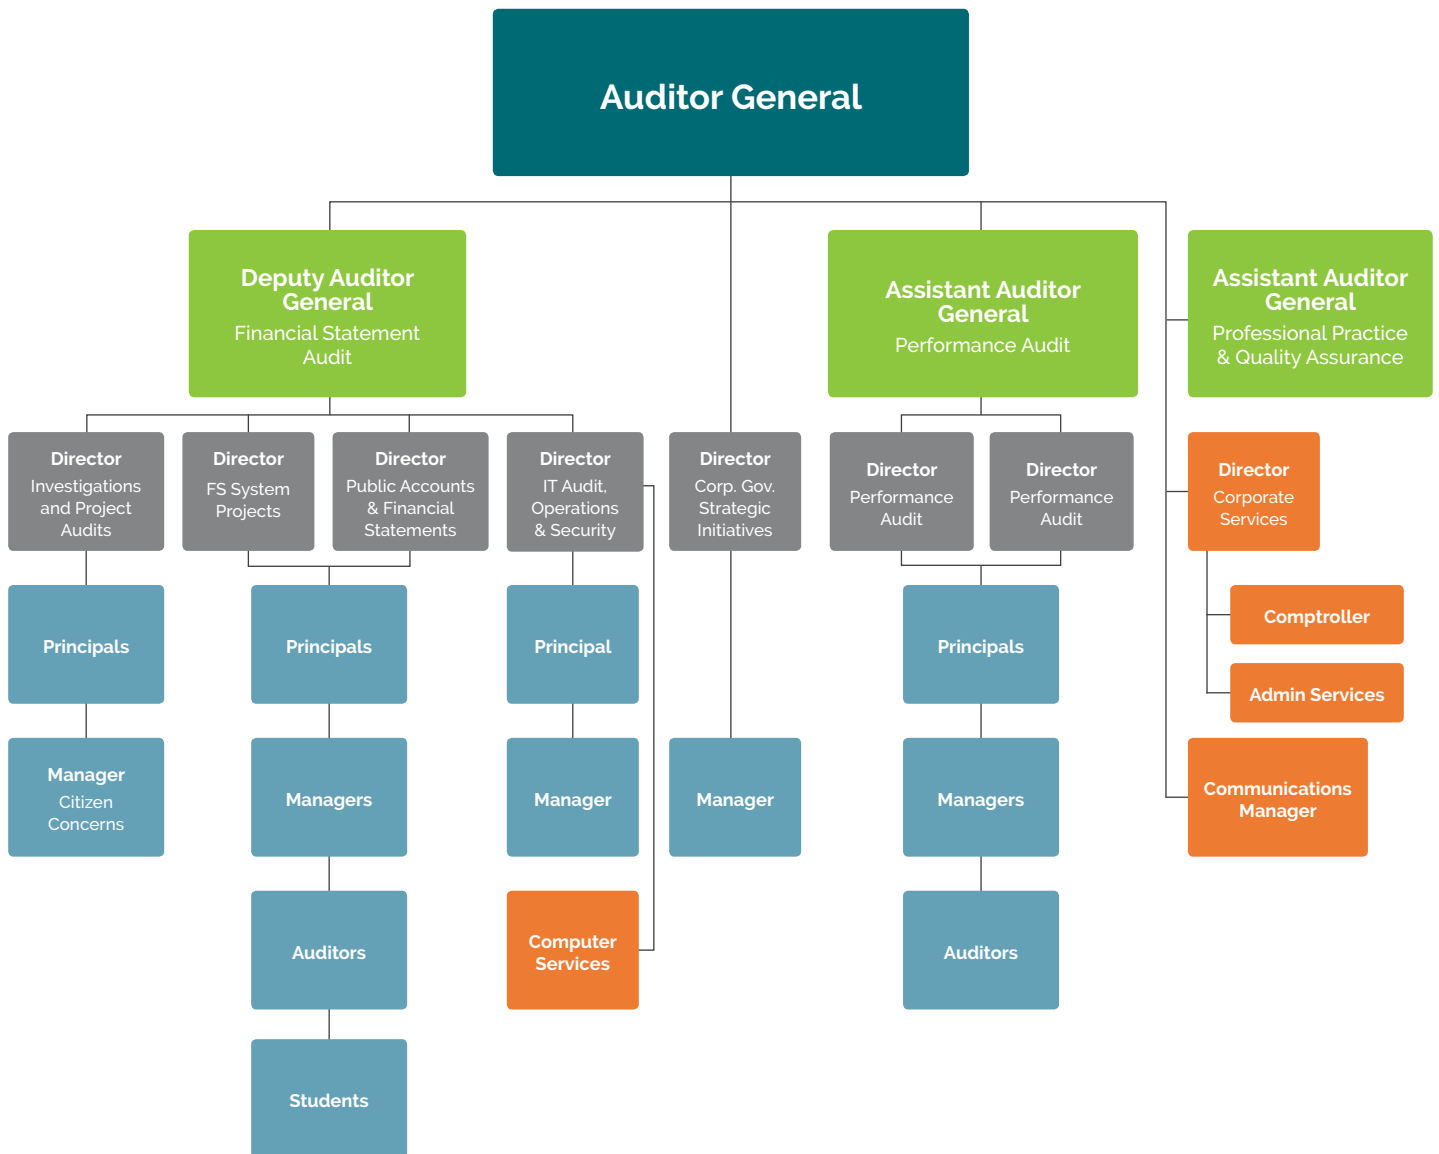 Auditor General
Deputy Auditor
General
Financial Statement
Audit
Assistant Auditor
General
Performance Audit
Assistant Auditor
General
Professional Practice
& Quality Assurance
Director
Investigations
and Project
Audits
Director
FS System
Projects
Director
Public Accounts
& Financial
Statements
Director
IT Audit,
Operations
& Security
Director
Corp. Gov.
Strategic
Initiatives
Director
Performance
Audit
Director
Performance
Audit
Director
Corporate
Services
Principals
Principals
Principal
Principals
Comptroller
Admin Services
Manager
Citizen
Concerns
Managers
Manager
Manager
Managers
Communications
Manager
Auditors
Computer
Services
Auditors
Students